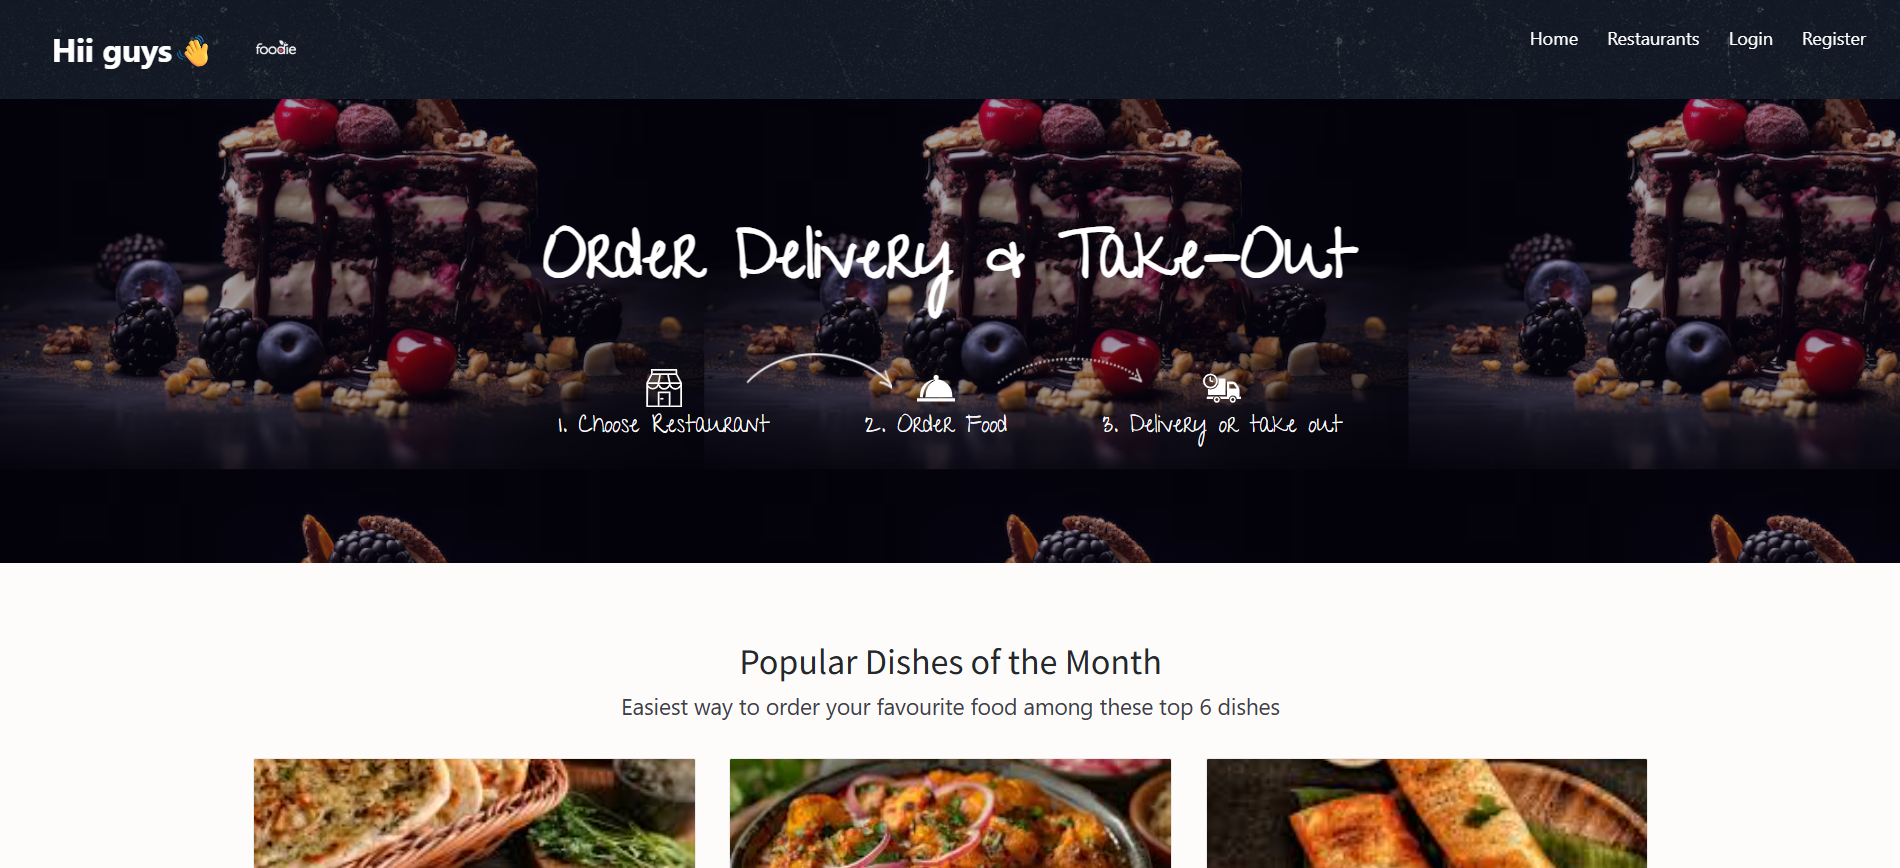 Hii guys 👋
foodie
Home Restaurants Login Register
Order Delivery & Take-Out
1. Choose Restaurant
2. Order Food
3. Delivery or take out
Popular Dishes of the Month
Easiest way to order your favourite food among these top 6 dishes